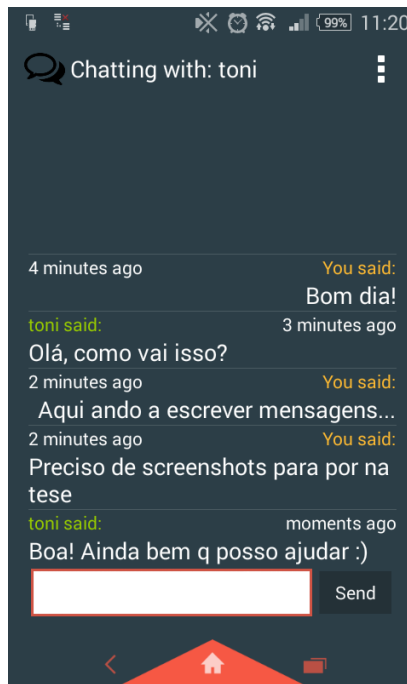 99% 11:20
Chatting with: toni
4 minutes ago You said:
Bom dia!
toni said: 3 minutes ago
Olá, como vai isso?
2 minutes ago You said:
Aqui ando a escrever mensagens...
2 minutes ago You said:
Preciso de screenshots para por na
tese
toni said: moments ago
Boa! Ainda bem q posso ajudar :)
Send